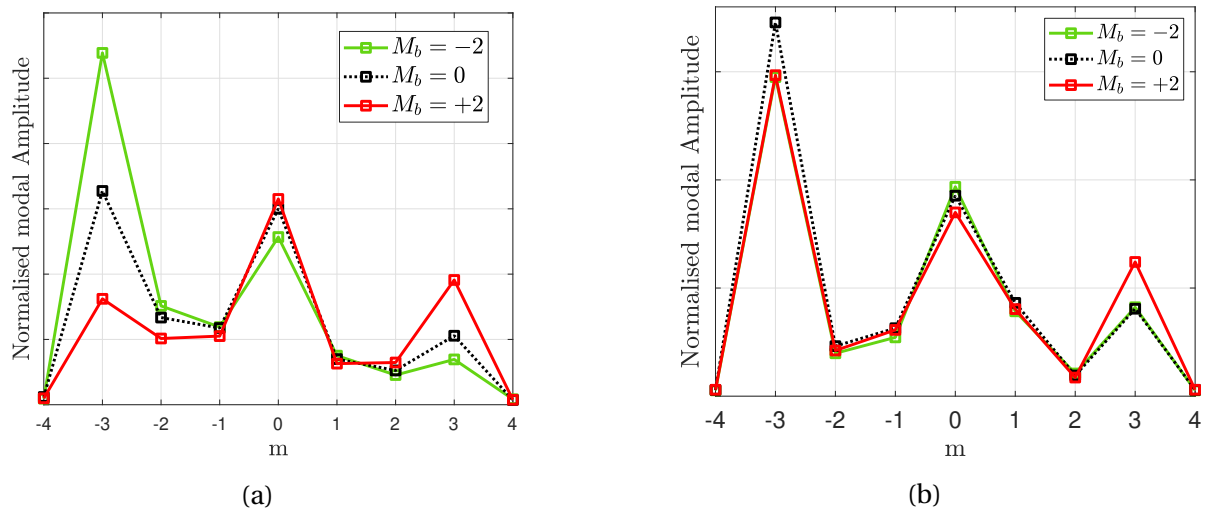 Normalised modal Amplitude
M_b = −2
M_b = 0
M_b = +2
-4 -3 -2 -1 0 1 2 3 4
m
(a)
Normalised modal Amplitude
M_b = −2
M_b = 0
M_b = +2
-4 -3 -2 -1 0 1 2 3 4
m
(b)